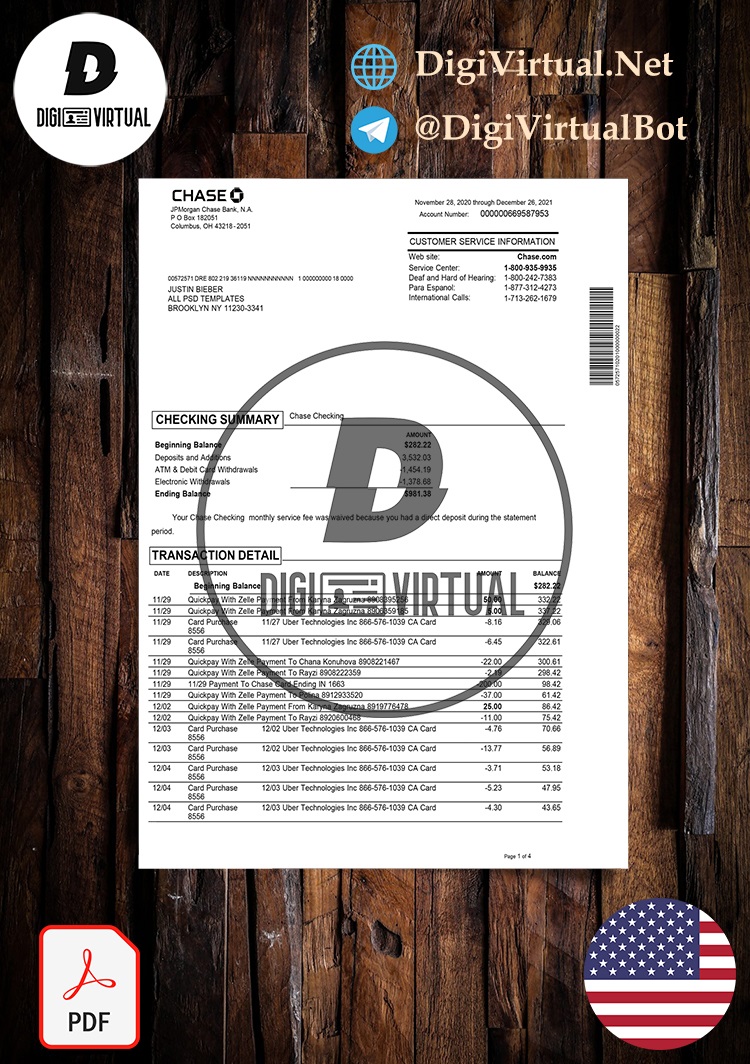 D
DIGI VIRTUAL
DigiVirtual.Net
@DigiVirtualBot
CHASE
JPMorgan Chase Bank, N.A.
P O Box 182051
Columbus, OH 43218 - 2051
November 28, 2020 through December 26, 2021
Account Number: 000000669587953
CUSTOMER SERVICE INFORMATION
Web site: Chase.com
Service Center: 1-800-935-9935
Deaf and Hard of Hearing: 1-800-242-7383
Para Espanol: 1-877-312-4273
International Calls: 1-713-262-1679
00572571 DRE 802 219 36119 NNNNNNNNNNN 1 000000000 18 0000
JUSTIN BIEBER
ALL PSD TEMPLATES
BROOKLYN NY 11230-3341
CHECKING SUMMARY Chase Checking
AMOUNT
Beginning Balance $282.22
Deposits and Additions 3,532.03
ATM & Debit Card Withdrawals -1,454.19
Electronic Withdrawals -1,378.68
Ending Balance $981.38
Your Chase Checking monthly service fee was waived because you had a direct deposit during the statement
period.
TRANSACTION DETAIL
DATE DESCRIPTION AMOUNT BALANCE
Beginning Balance $282.22
D
DIGI VIRTUAL
11/29 Quickpay With Zelle Payment From Karyna Zagruzna 8908395256 50.00 332.22
11/29 Quickpay With Zelle Payment From Karyna Zagruzna 5.00 337.22
11/29 Card Purchase 11/27 Uber Technologies Inc 866-576-1039 CA Card -8.16 329.06
8556
11/29 Card Purchase 11/27 Uber Technologies Inc 866-576-1039 CA Card -6.45 322.61
8556
11/29 Quickpay With Zelle Payment To Chana Konuhova 8908221467 -22.00 300.61
11/29 Quickpay With Zelle Payment To Rayzi 8908222359 -2.19 298.42
11/29 11/29 Payment To Chase Card Ending IN 1663 -200.00 98.42
11/29 Quickpay With Zelle Payment To Polina 8912933520 -37.00 61.42
12/02 Quickpay With Zelle Payment From Karyna Zagruzna 8919776478 25.00 86.42
12/02 Quickpay With Zelle Payment To Rayzi 8920600468 -11.00 75.42
12/03 Card Purchase 12/02 Uber Technologies Inc 866-576-1039 CA Card -4.76 70.66
8556
12/03 Card Purchase 12/02 Uber Technologies Inc 866-576-1039 CA Card -13.77 56.89
8556
12/04 Card Purchase 12/03 Uber Technologies Inc 866-576-1039 CA Card -3.71 53.18
8556
12/04 Card Purchase 12/03 Uber Technologies Inc 866-576-1039 CA Card -5.23 47.95
8556
12/04 Card Purchase 12/03 Uber Technologies Inc 866-576-1039 CA Card -4.30 43.65
8556
Page 1 of 4
PDF